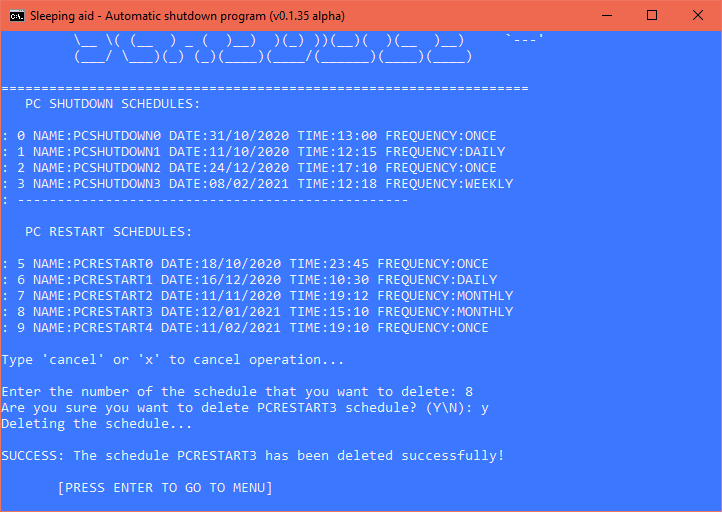 Sleeping aid - Automatic shutdown program (v0.1.35 alpha)
\__ \( (__  ) _ (  )__)  )(_) ))(__)(  )(__  )__)     `---'
(___/ \___)(_) (_)(____)(____/(______)(____)(____)
==================================================================
PC SHUTDOWN SCHEDULES:
: 0 NAME:PCSHUTDOWN0 DATE:31/10/2020 TIME:13:00 FREQUENCY:ONCE
: 1 NAME:PCSHUTDOWN1 DATE:11/10/2020 TIME:12:15 FREQUENCY:DAILY
: 2 NAME:PCSHUTDOWN2 DATE:24/12/2020 TIME:17:10 FREQUENCY:ONCE
: 3 NAME:PCSHUTDOWN3 DATE:08/02/2021 TIME:12:18 FREQUENCY:WEEKLY
: -------------------------------------------------
PC RESTART SCHEDULES:
: 5 NAME:PCRESTART0 DATE:18/10/2020 TIME:23:45 FREQUENCY:ONCE
: 6 NAME:PCRESTART1 DATE:16/12/2020 TIME:10:30 FREQUENCY:DAILY
: 7 NAME:PCRESTART2 DATE:11/11/2020 TIME:19:12 FREQUENCY:MONTHLY
: 8 NAME:PCRESTART3 DATE:12/01/2021 TIME:15:10 FREQUENCY:MONTHLY
: 9 NAME:PCRESTART4 DATE:11/02/2021 TIME:19:10 FREQUENCY:ONCE
Type 'cancel' or 'x' to cancel operation...
Enter the number of the schedule that you want to delete: 8
Are you sure you want to delete PCRESTART3 schedule? (Y\N): y
Deleting the schedule...
SUCCESS: The schedule PCRESTART3 has been deleted successfully!
[PRESS ENTER TO GO TO MENU]